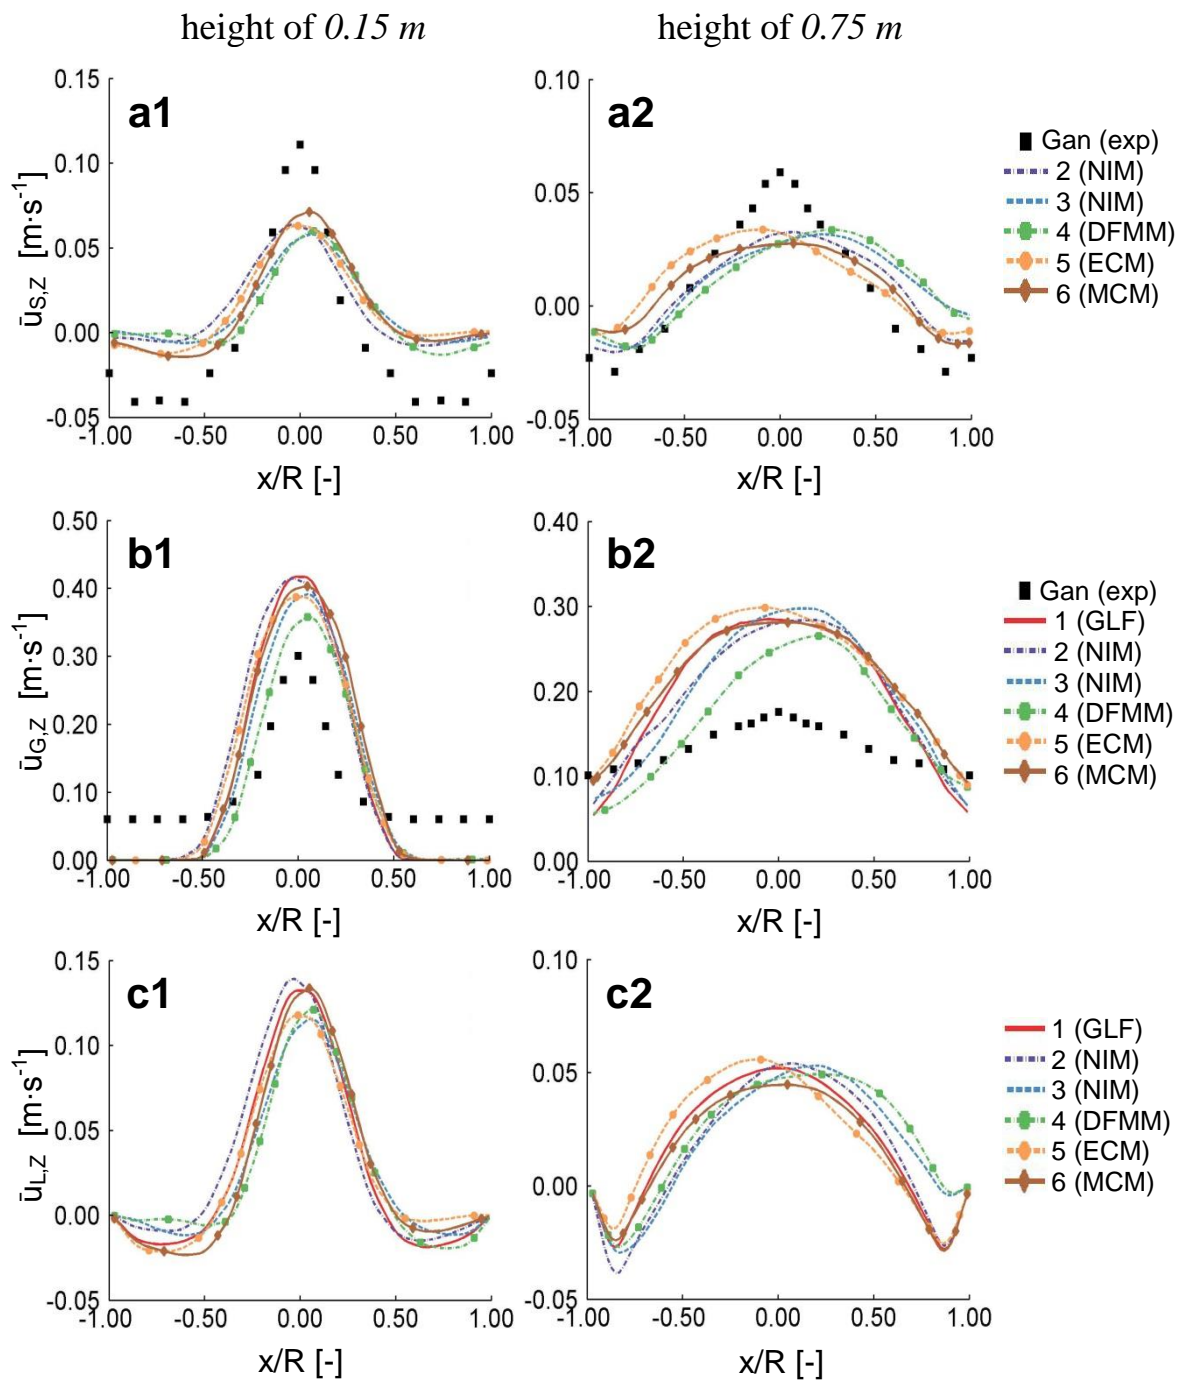 height of 0.15 m
height of 0.75 m
a1
0.15
0.10
0.05
0.00
-0.05
-1.00 -0.50 0.00 0.50 1.00
ūS,Z [m·s-1]
x/R [-]
a2
0.10
0.05
0.00
-0.05
-1.00 -0.50 0.00 0.50 1.00
x/R [-]
Gan (exp)
2 (NIM)
3 (NIM)
4 (DFMM)
5 (ECM)
6 (MCM)
b1
0.50
0.40
0.30
0.20
0.10
0.00
-1.00 -0.50 0.00 0.50 1.00
ūG,Z [m·s-1]
x/R [-]
b2
0.40
0.30
0.20
0.10
0.00
-1.00 -0.50 0.00 0.50 1.00
x/R [-]
Gan (exp)
1 (GLF)
2 (NIM)
3 (NIM)
4 (DFMM)
5 (ECM)
6 (MCM)
c1
0.15
0.10
0.05
0.00
-0.05
-1.00 -0.50 0.00 0.50 1.00
ūL,Z [m·s-1]
x/R [-]
c2
0.10
0.05
0.00
-0.05
-1.00 -0.50 0.00 0.50 1.00
x/R [-]
1 (GLF)
2 (NIM)
3 (NIM)
4 (DFMM)
5 (ECM)
6 (MCM)